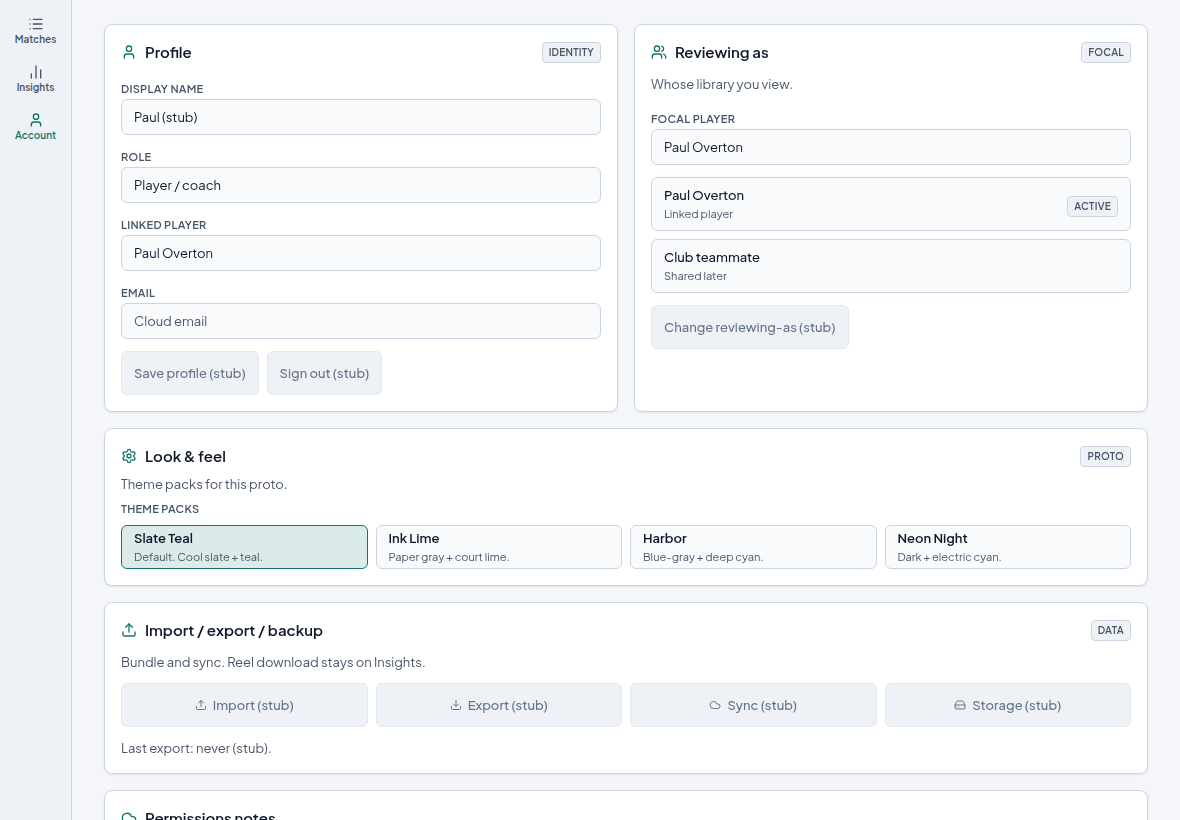 Matches
Insights
Account
Profile
IDENTITY
DISPLAY NAME
Paul (stub)
ROLE
Player / coach
LINKED PLAYER
Paul Overton
EMAIL
Cloud email
Save profile (stub)
Sign out (stub)
Reviewing as
FOCAL
Whose library you view.
FOCAL PLAYER
Paul Overton
Paul Overton
Linked player
ACTIVE
Club teammate
Shared later
Change reviewing-as (stub)
Look & feel
PROTO
Theme packs for this proto.
THEME PACKS
Slate Teal
Default. Cool slate + teal.
Ink Lime
Paper gray + court lime.
Harbor
Blue-gray + deep cyan.
Neon Night
Dark + electric cyan.
Import / export / backup
DATA
Bundle and sync. Reel download stays on Insights.
Import (stub)
Export (stub)
Sync (stub)
Storage (stub)
Last export: never (stub).
Permissions notes